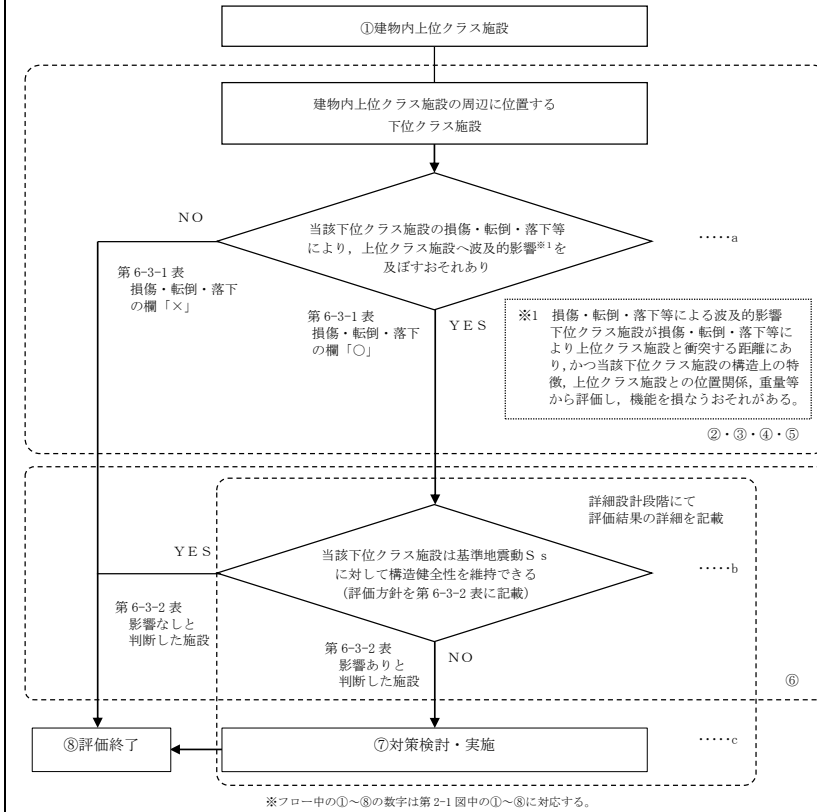 ①建物内上位クラス施設
建物内上位クラス施設の周辺に位置する
下位クラス施設
NO
当該下位クラス施設の損傷・転倒・落下等
により，上位クラス施設へ波及的影響※1を
及ぼすおそれあり
‥‥‥a
第 6-3-1 表
損傷・転倒・落下
の欄「×」
第 6-3-1 表
損傷・転倒・落下
の欄「○」
YES
※1 損傷・転倒・落下等による波及的影響
下位クラス施設が損傷・転倒・落下等に
より上位クラス施設と衝突する距離にあ
り，かつ当該下位クラス施設の構造上の特
徴，上位クラス施設との位置関係，重量等
から評価し，機能を損なうおそれがある。
②・③・④・⑤
詳細設計段階にて
評価結果の詳細を記載
YES
当該下位クラス施設は基準地震動Ｓｓ
に対して構造健全性を維持できる
（評価方針を第 6-3-2 表に記載）
‥‥‥b
第 6-3-2 表
影響なしと
判断した施設
第 6-3-2 表
影響ありと
判断した施設
NO
⑥
⑧評価終了
⑦対策検討・実施
‥‥‥c
※フロー中の①～⑧の数字は第 2-1 図中の①～⑧に対応する。